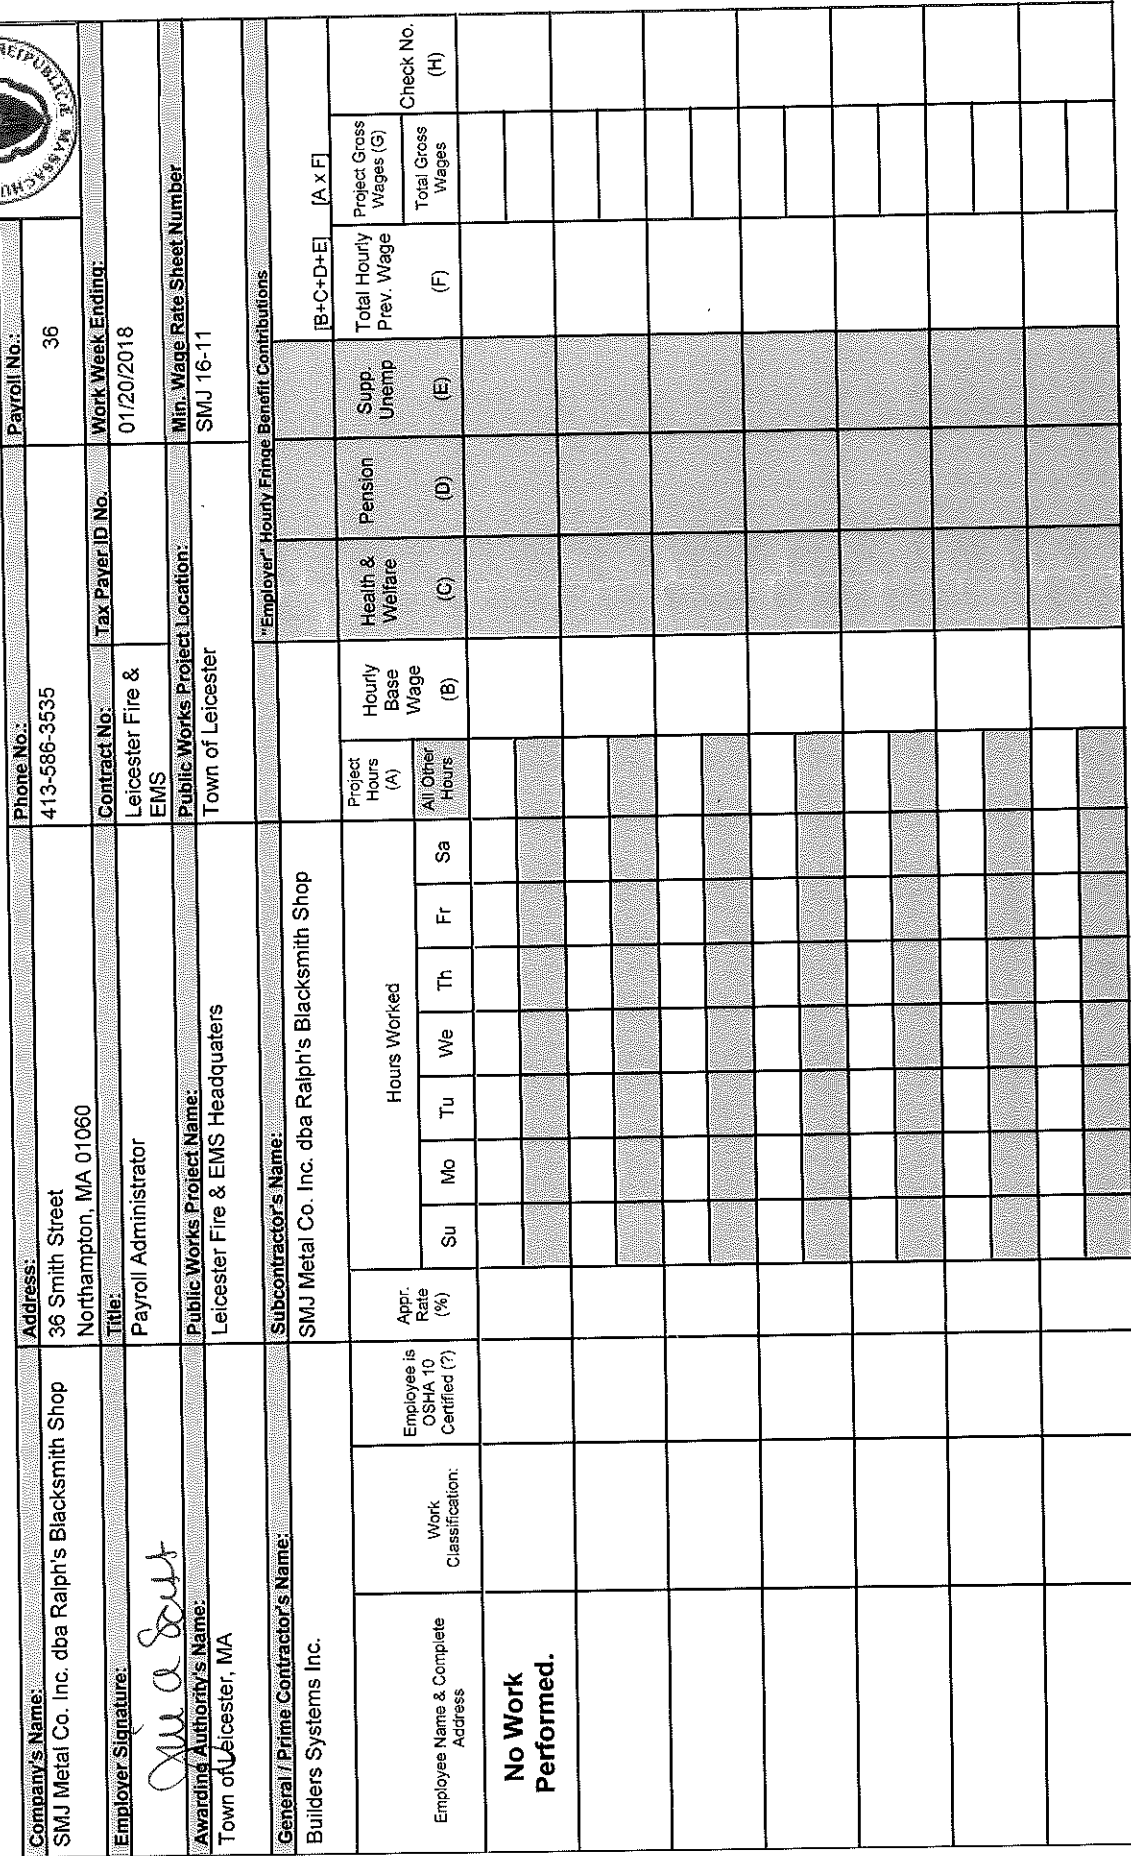 REIPUBLICÆ MASSACHU
Company's Name:
SMJ Metal Co. Inc. dba Ralph's Blacksmith Shop
Address:
36 Smith Street
Northampton, MA 01060
Phone No.:
413-586-3535
Payroll No.:
36
Employer Signature:
Title:
Payroll Administrator
Contract No:
Leicester Fire &
EMS
Tax Payer ID No.
Work Week Ending:
01/20/2018
Awarding Authority's Name:
Town of Leicester, MA
Public Works Project Name:
Leicester Fire & EMS Headquaters
Public Works Project Location:
Town of Leicester
Min. Wage Rate Sheet Number
SMJ 16-11
General / Prime Contractor's Name:
Builders Systems Inc.
Subcontractor's Name:
SMJ Metal Co. Inc. dba Ralph's Blacksmith Shop
"Employer" Hourly Fringe Benefit Contributions
[B+C+D+E] [A x F]
Employee Name & Complete
Address
Work
Classification:
Employee is
OSHA 10
Certified (?)
Appr.
Rate
(%)
Hours Worked
Su Mo Tu We Th Fr Sa
Project
Hours
(A)
All Other
Hours
Hourly
Base
Wage
(B)
Health &
Welfare
(C)
Pension
(D)
Supp.
Unemp
(E)
Total Hourly
Prev. Wage
(F)
Project Gross
Wages (G)
Total Gross
Wages
Check No.
(H)
No Work
Performed.